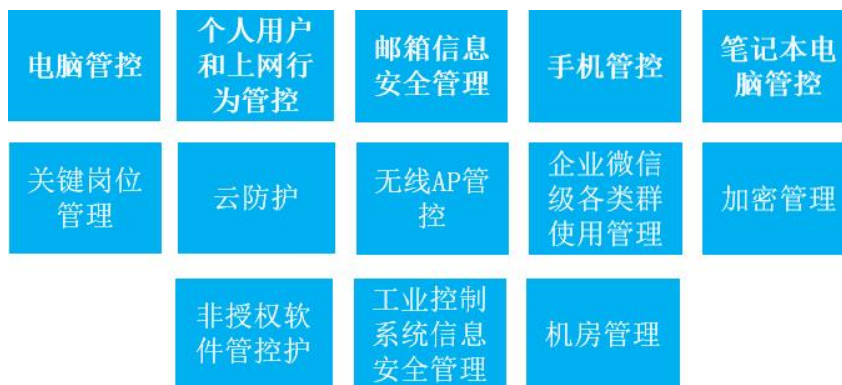 电脑管控
个人用户
和上网行
为管控
邮箱信息
安全管理
手机管控
笔记本电
脑管控
关键岗位
管理
云防护
无线AP管
控
企业微信
级各类群
使用管理
加密管理
非授权软
件管控护
工业控制
系统信息
安全管理
机房管理